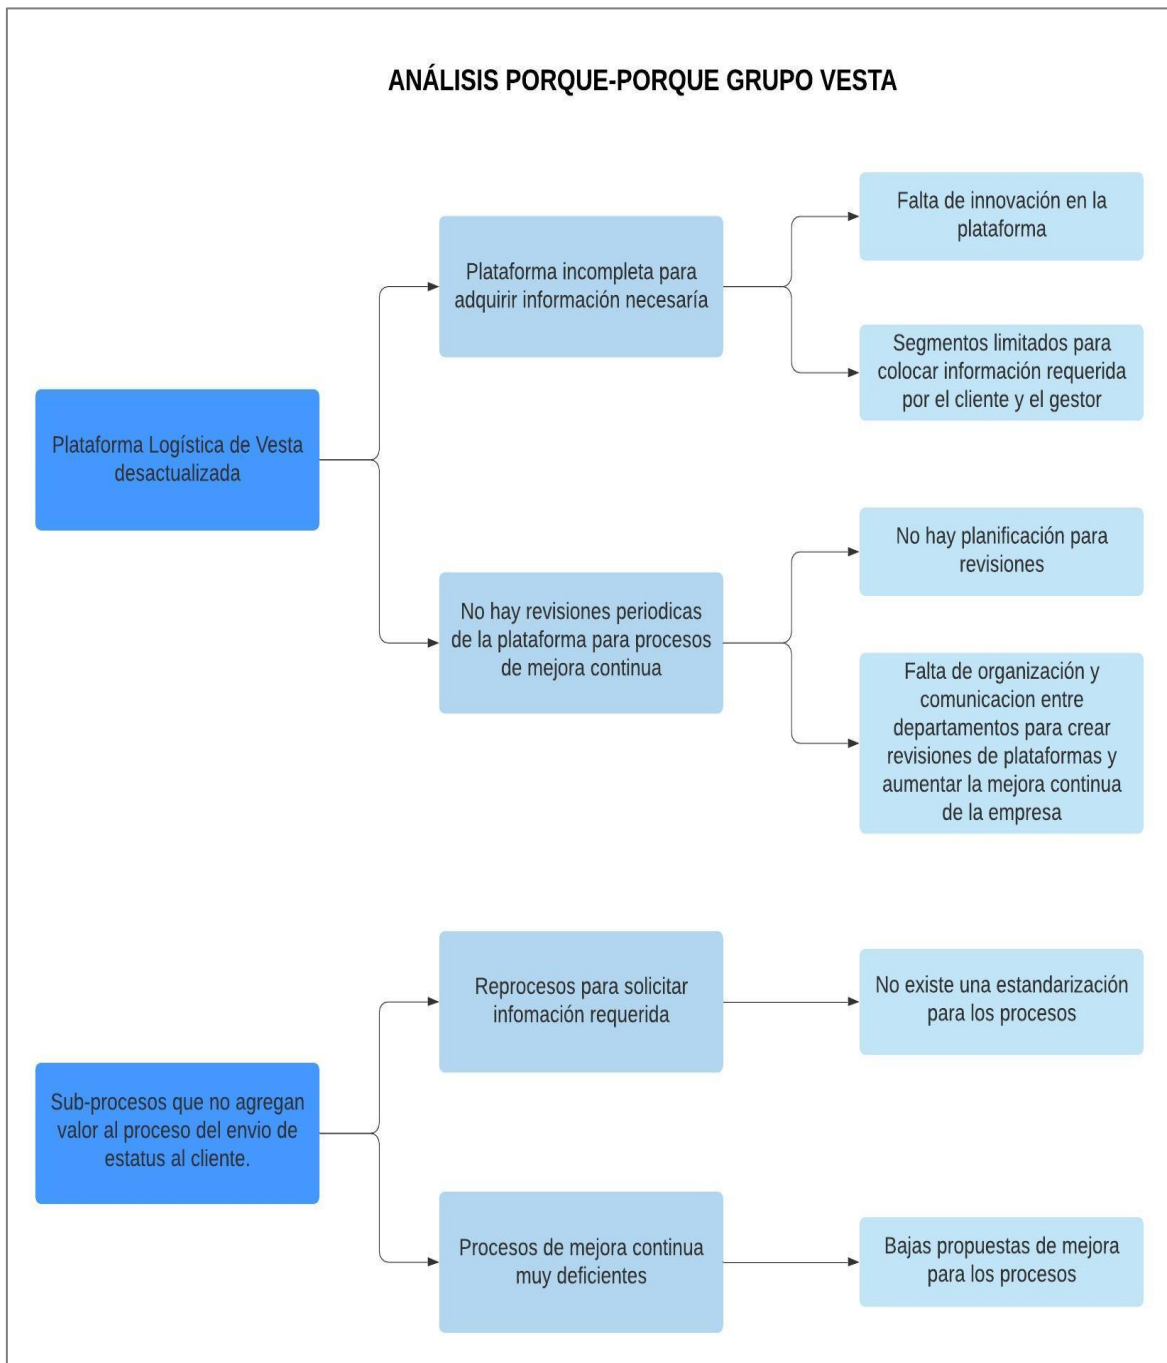 ANÁLISIS PORQUE-PORQUE GRUPO VESTA
Plataforma Logística de Vesta
desactualizada
Plataforma incompleta para
adquirir información necesaría
Falta de innovación en la
plataforma
Segmentos limitados para
colocar información requerida
por el cliente y el gestor
No hay revisiones periodicas
de la plataforma para procesos
de mejora continua
No hay planificación para
revisiones
Falta de organización y
comunicacion entre
departamentos para crear
revisiones de plataformas y
aumentar la mejora continua
de la empresa
Sub-procesos que no agregan
valor al proceso del envio de
estatus al cliente.
Reprocesos para solicitar
infomación requerida
No existe una estandarización
para los procesos
Procesos de mejora continua
muy deficientes
Bajas propuestas de mejora
para los procesos